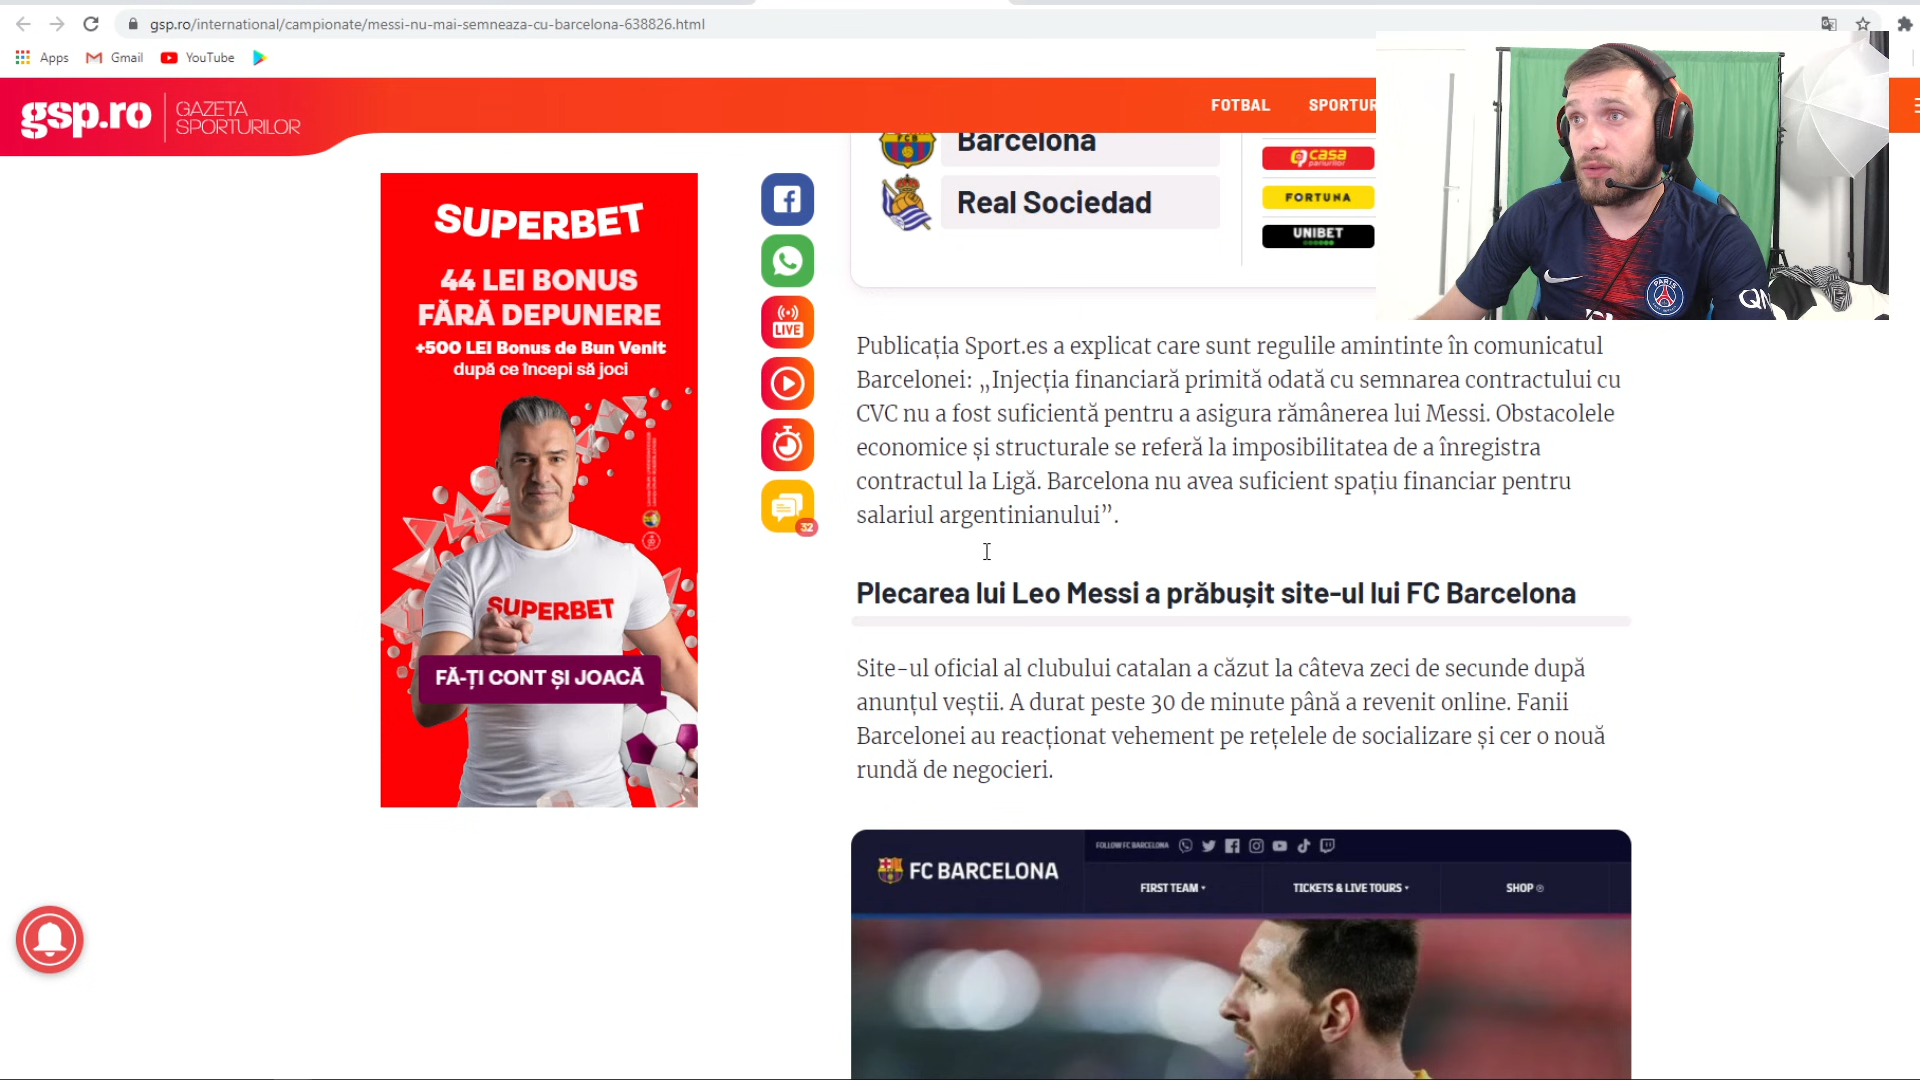 gsp.ro/international/campionate/messi-nu-mai-semneaza-cu-barcelona-638826.html
Apps
Gmail
YouTube
gsp.ro
GAZETA
SPORTURILOR
FOTBAL
SPORTUR
Barcelona
Real Sociedad
casa
pariurilor
FORTUNA
UNIBET
PARIS
SUPERBET
44 LEI BONUS
FĂRĂ DEPUNERE
+500 LEI Bonus de Bun Venit
după ce începi să joci
SUPERBET
FĂ-ȚI CONT ȘI JOACĂ
LIVE
32
Publicația Sport.es a explicat care sunt regulile amintinte în comunicatul
Barcelonei: „Injecția financiară primită odată cu semnarea contractului cu
CVC nu a fost suficientă pentru a asigura rămânerea lui Messi. Obstacolele
economice și structurale se referă la imposibilitatea de a înregistra
contractul la Ligă. Barcelona nu avea suficient spațiu financiar pentru
salariul argentinianului”.
Plecarea lui Leo Messi a prăbușit site-ul lui FC Barcelona
Site-ul oficial al clubului catalan a căzut la câteva zeci de secunde după
anunțul veștii. A durat peste 30 de minute până a revenit online. Fanii
Barcelonei au reacționat vehement pe rețelele de socializare și cer o nouă
rundă de negocieri.
FOLLOW FC BARCELONA
FC BARCELONA
FIRST TEAM
TICKETS & LIVE TOURS
SHOP